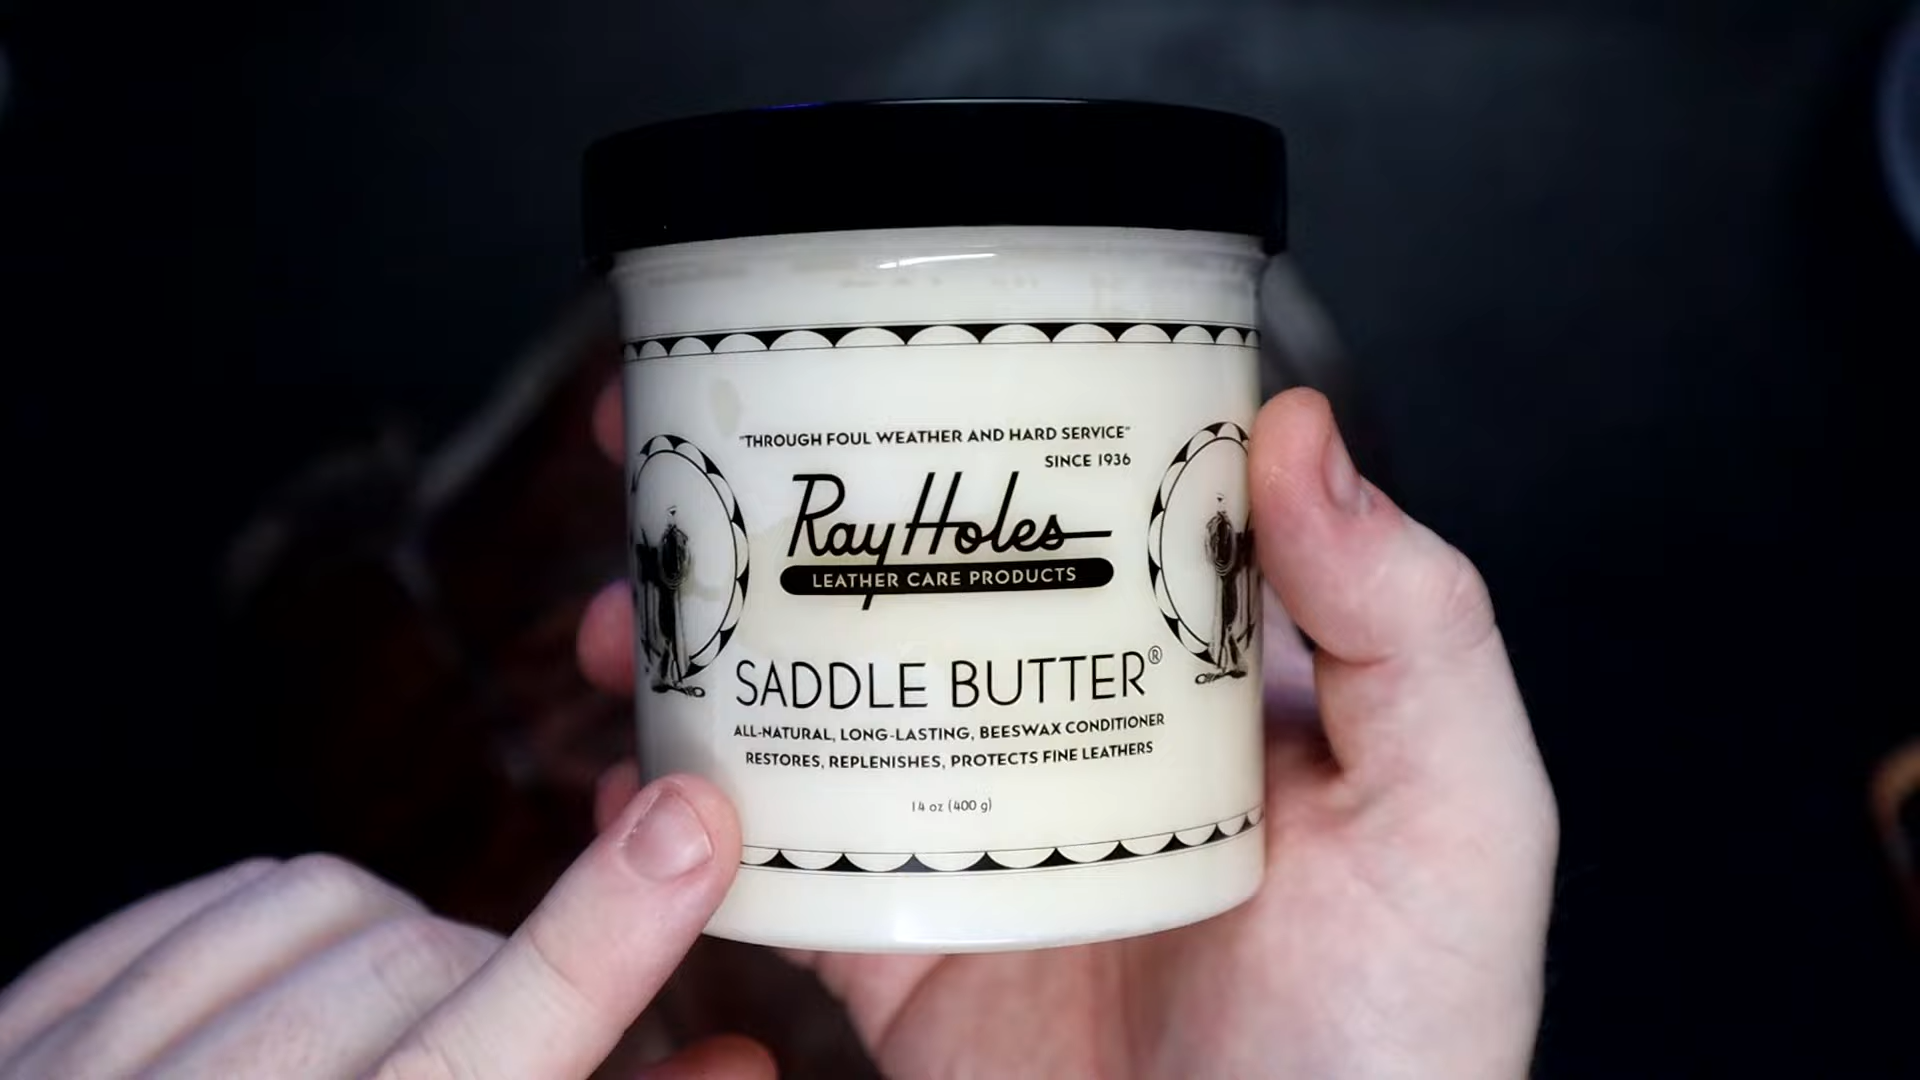 "THROUGH FOUL WEATHER AND HARD SERVICE"
SINCE 1936
Ray Holes
LEATHER CARE PRODUCTS
SADDLE BUTTER®
ALL-NATURAL, LONG-LASTING, BEESWAX CONDITIONER
RESTORES, REPLENISHES, PROTECTS FINE LEATHERS
14 oz (400 g)